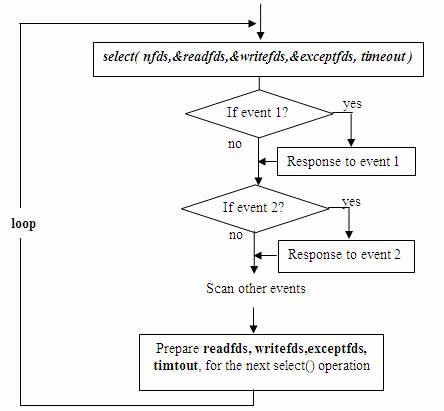 select( nfds,&readfds,&writefds,&exceptfds, timeout )
If event 1?
yes
no
Response to event 1
If event 2?
yes
loop
no
Response to event 2
Scan other events
Prepare readfds, writefds,exceptfds,
timtout, for the next select() operation